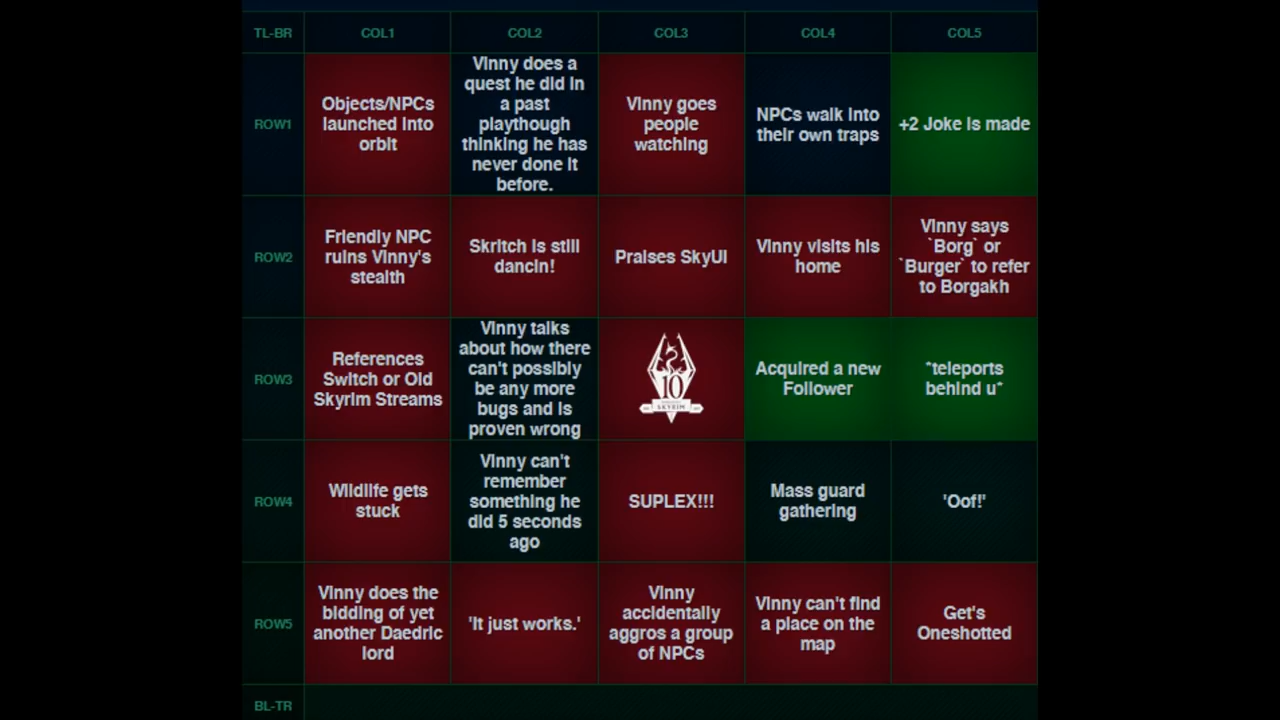 TL-BR COL1 COL2 COL3 COL4 COL5
ROW1
Objects/NPCs
launched into
orbit
Vinny does a
quest he did in
a past
playthough
thinking he has
never done it
before.
Vinny goes
people
watching
NPCs walk into
their own traps
+2 Joke is made
ROW2
Friendly NPC
ruins Vinny's
stealth
Skritch is still
dancin!
Praises SkyUI
Vinny visits his
home
Vinny says
`Borg` or
`Burger` to refer
to Borgakh
ROW3
References
Switch or Old
Skyrim Streams
Vinny talks
about how there
can't possibly
be any more
bugs and is
proven wrong
10
SKYRIM
Acquired a new
Follower
*teleports
behind u*
ROW4
Wildlife gets
stuck
Vinny can't
remember
something he
did 5 seconds
ago
SUPLEX!!!
Mass guard
gathering
'Oof!'
ROW5
Vinny does the
bidding of yet
another Daedric
lord
'It just works.'
Vinny
accidentally
aggros a group
of NPCs
Vinny can't find
a place on the
map
Get's
Oneshotted
BL-TR